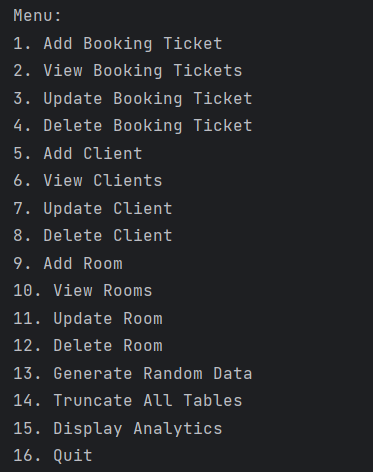 Menu:
1. Add Booking Ticket
2. View Booking Tickets
3. Update Booking Ticket
4. Delete Booking Ticket
5. Add Client
6. View Clients
7. Update Client
8. Delete Client
9. Add Room
10. View Rooms
11. Update Room
12. Delete Room
13. Generate Random Data
14. Truncate All Tables
15. Display Analytics
16. Quit